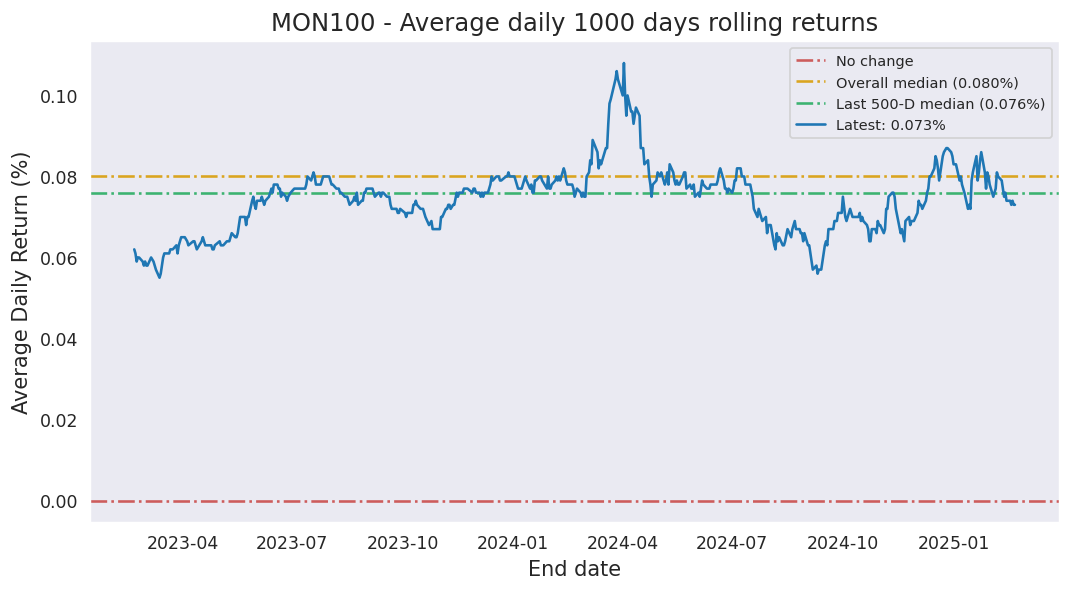 MON100 - Average daily 1000 days rolling returns
No change
Overall median (0.080%)
Last 500-D median (0.076%)
Latest: 0.073%
Average Daily Return (%)
0.10
0.08
0.06
0.04
0.02
0.00
2023-04 2023-07 2023-10 2024-01 2024-04 2024-07 2024-10 2025-01
End date